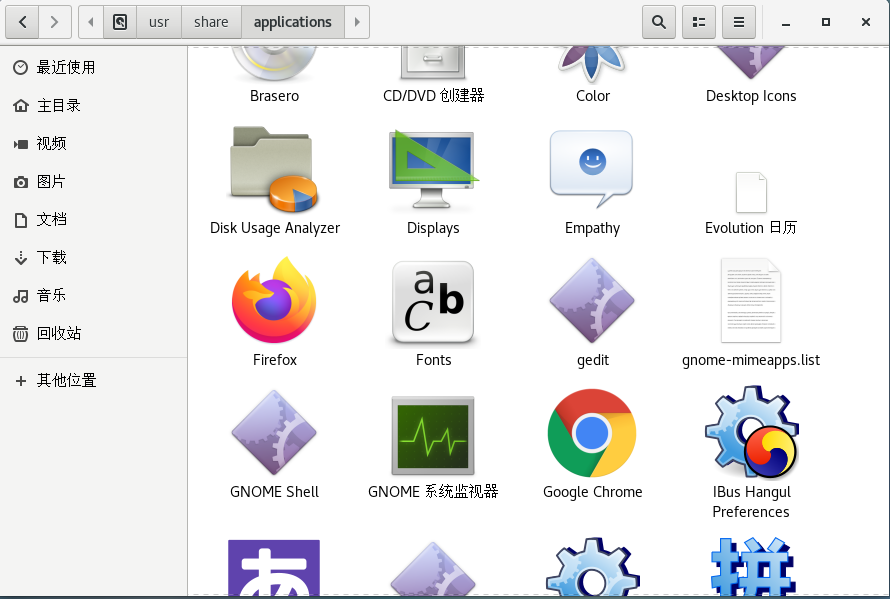 usr share applications
最近使用
主目录
视频
图片
文档
下载
音乐
回收站
其他位置
Brasero CD/DVD 创建器 Color Desktop Icons
Disk Usage Analyzer Displays Empathy Evolution 日历
a
b
C
Firefox Fonts gedit gnome-mimeapps.list
GNOME Shell GNOME 系统监视器 Google Chrome IBus Hangul
Preferences
あ 拼